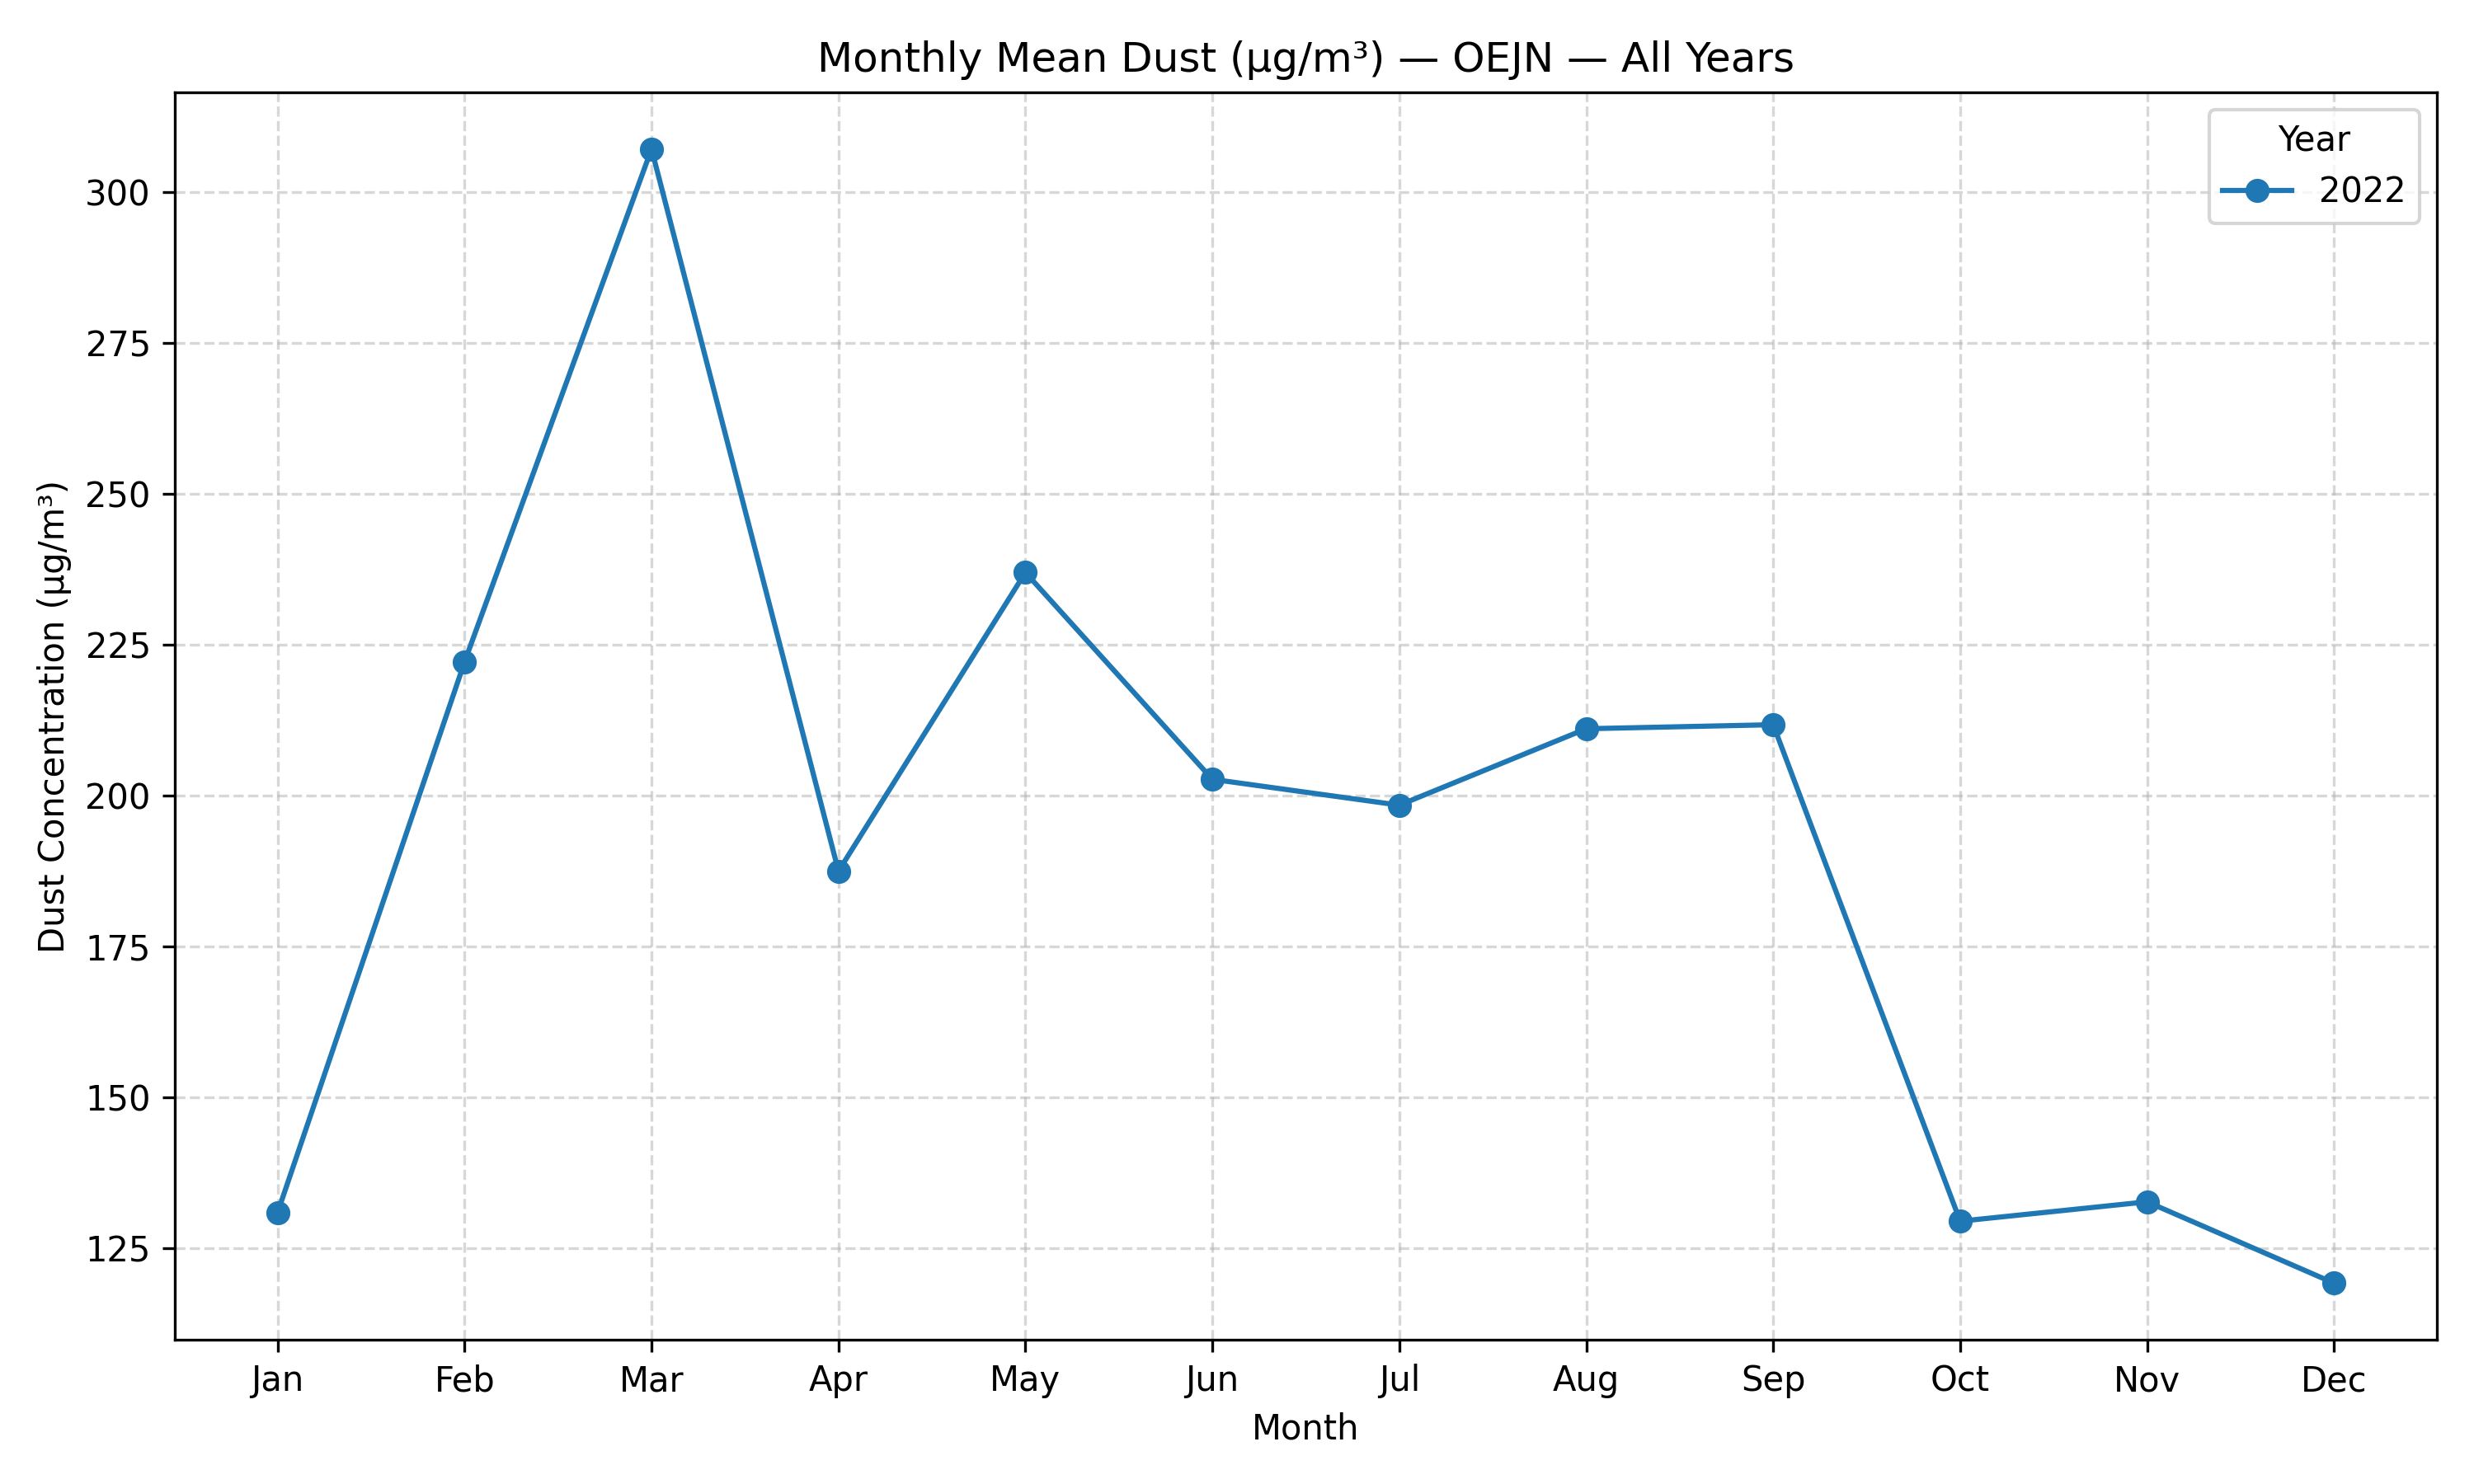 Monthly Mean Dust (µg/m³) — OEJN — All Years
Year
2022
300
275
250
225
200
175
150
125
Dust Concentration (µg/m³)
Jan Feb Mar Apr May Jun Jul Aug Sep Oct Nov Dec
Month